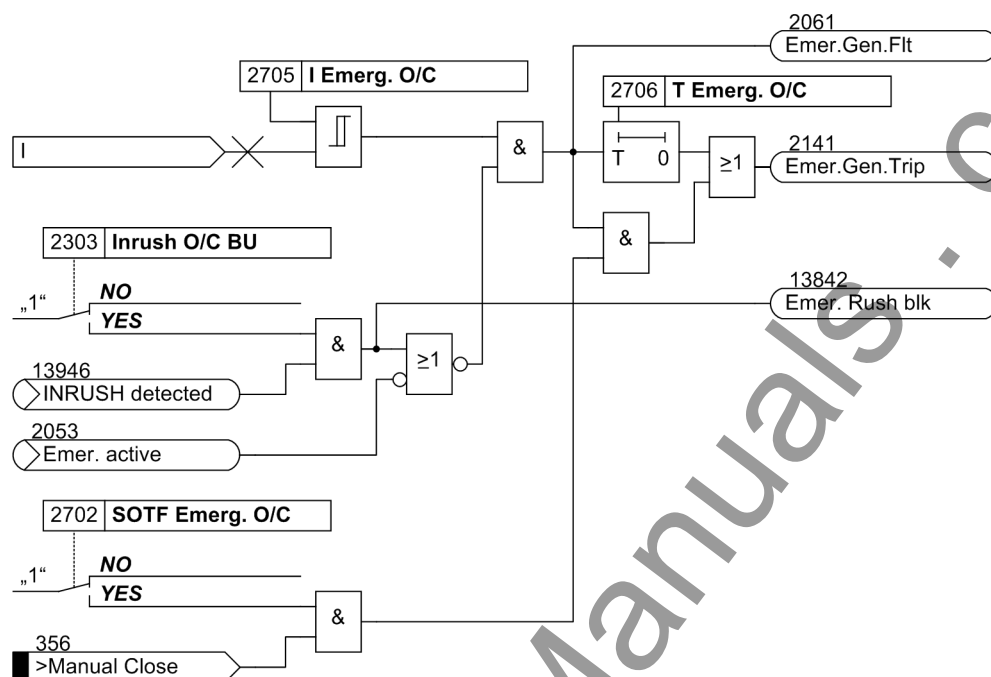 2061
Emer.Gen.Flt
2705 I Emerg. O/C
2706 T Emerg. O/C
I
&
T 0
≥1
2141
Emer.Gen.Trip
&
2303 Inrush O/C BU
„1“
NO
YES
13842
Emer. Rush blk
&
≥1
13946
INRUSH detected
2053
Emer. active
2702 SOTF Emerg. O/C
„1“
NO
YES
&
356
>Manual Close
Manuals . c